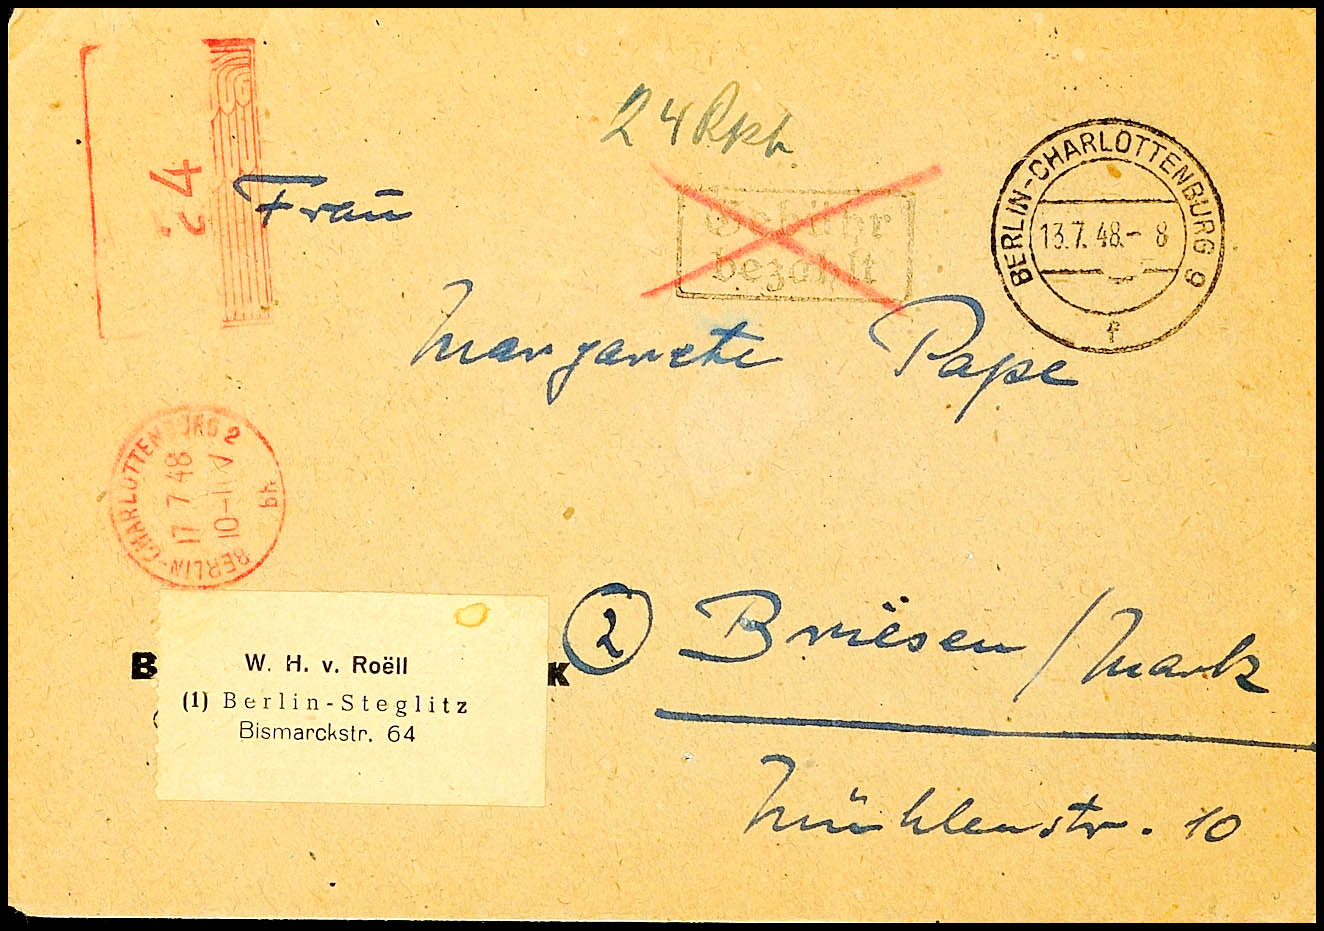 24
24 Rpf.
Gebühr
bezahlt
BERLIN-CHARLOTTENBURG 9
13.7.48.- 8
f
Frau
Margarete Pape
BERLIN-CHARLOTTENBURG 2
17 7 48
10-11 V
bh
W. H. v. Roëll
(1) Berlin-Steglitz
Bismarckstr. 64
B
K
2 Briesen/Mark
Mühlenstr. 10